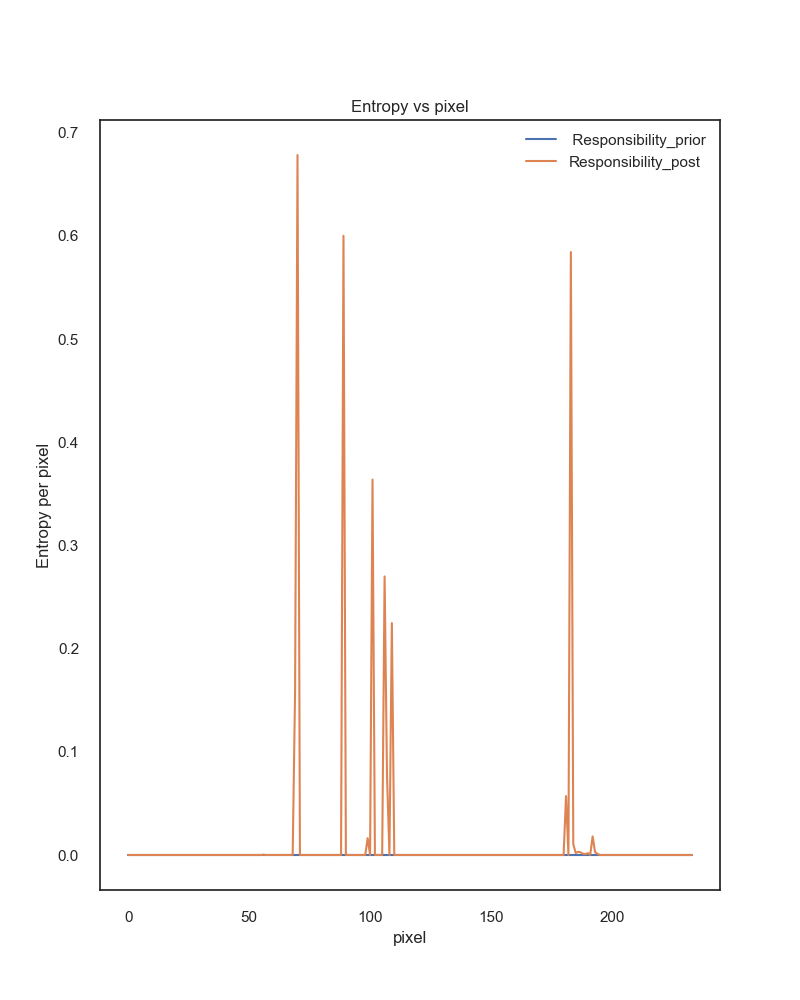 Entropy vs pixel
Responsibility_prior
Responsibility_post
0.7
0.6
0.5
0.4
0.3
0.2
0.1
0.0
Entropy per pixel
0 50 100 150 200
pixel